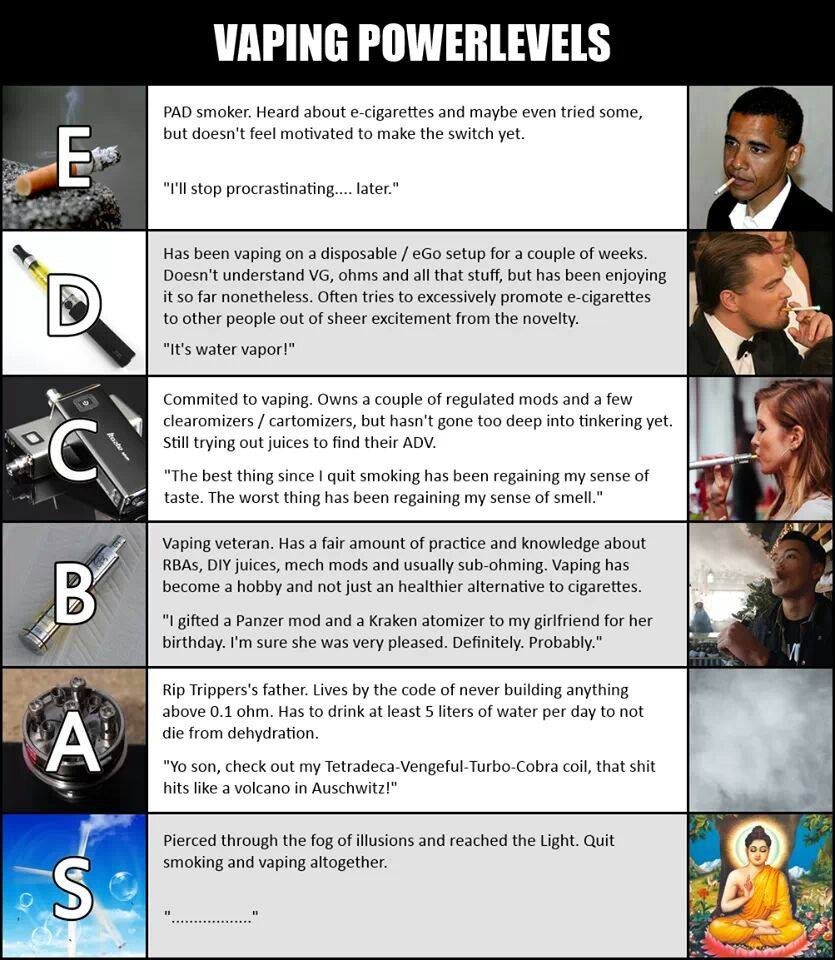 VAPING POWERLEVELS
E
PAD smoker. Heard about e-cigarettes and maybe even tried some,
but doesn't feel motivated to make the switch yet.
"I'll stop procrastinating.... later."
D
Has been vaping on a disposable / eGo setup for a couple of weeks.
Doesn't understand VG, ohms and all that stuff, but has been enjoying
it so far nonetheless. Often tries to excessively promote e-cigarettes
to other people out of sheer excitement from the novelty.
"It's water vapor!"
C
Commited to vaping. Owns a couple of regulated mods and a few
clearomizers / cartomizers, but hasn't gone too deep into tinkering yet.
Still trying out juices to find their ADV.
"The best thing since I quit smoking has been regaining my sense of
taste. The worst thing has been regaining my sense of smell."
B
Vaping veteran. Has a fair amount of practice and knowledge about
RBAs, DIY juices, mech mods and usually sub-ohming. Vaping has
become a hobby and not just an healthier alternative to cigarettes.
"I gifted a Panzer mod and a Kraken atomizer to my girlfriend for her
birthday. I'm sure she was very pleased. Definitely. Probably."
A
Rip Trippers's father. Lives by the code of never building anything
above 0.1 ohm. Has to drink at least 5 liters of water per day to not
die from dehydration.
"Yo son, check out my Tetradeca-Vengeful-Turbo-Cobra coil, that shit
hits like a volcano in Auschwitz!"
S
Pierced through the fog of illusions and reached the Light. Quit
smoking and vaping altogether.
".................."